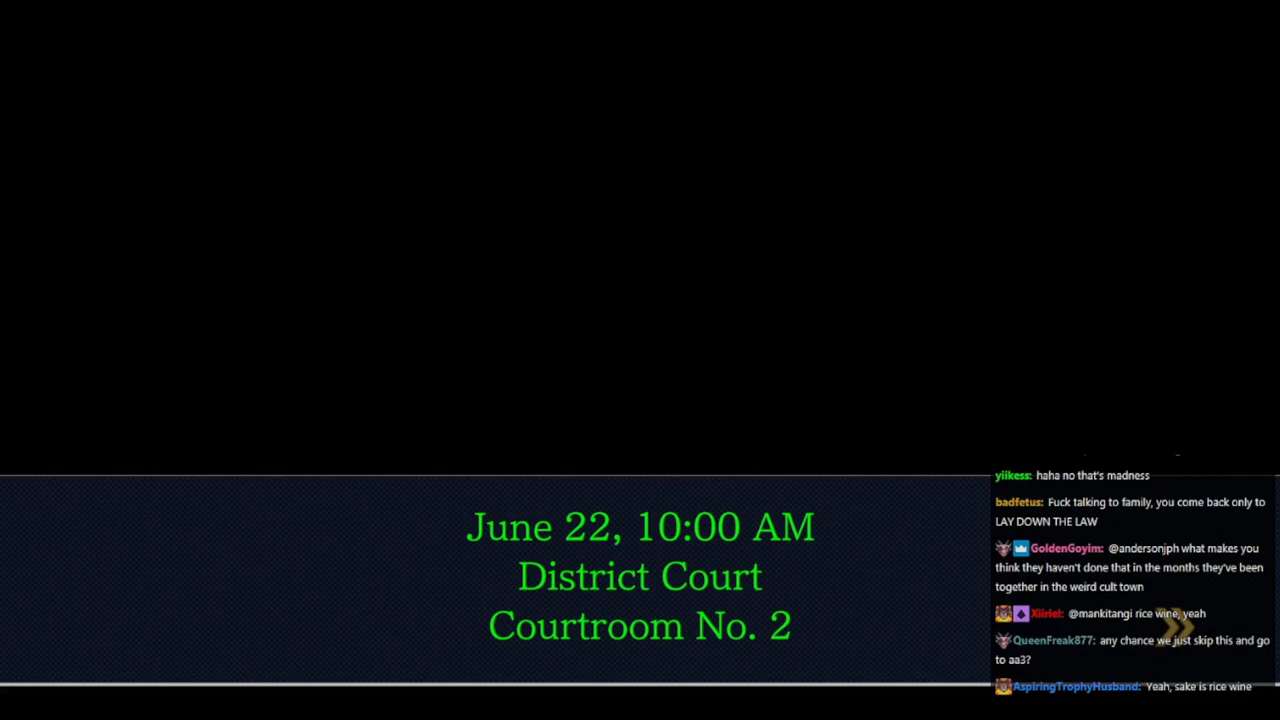 June 22, 10:00 AM
District Court
Courtroom No. 2
yiikess: haha no that's madness
badfetus: Fuck talking to family, you come back only to
LAY DOWN THE LAW
GoldenGoyim: @andersonjph what makes you
think they haven't done that in the months they've been
together in the weird cult town
Xiiriel: @mankitangi rice wine, yeah
QueenFreak877: any chance we just skip this and go
to aa3?
AspiringTrophyHusband: Yeah, sake is rice wine